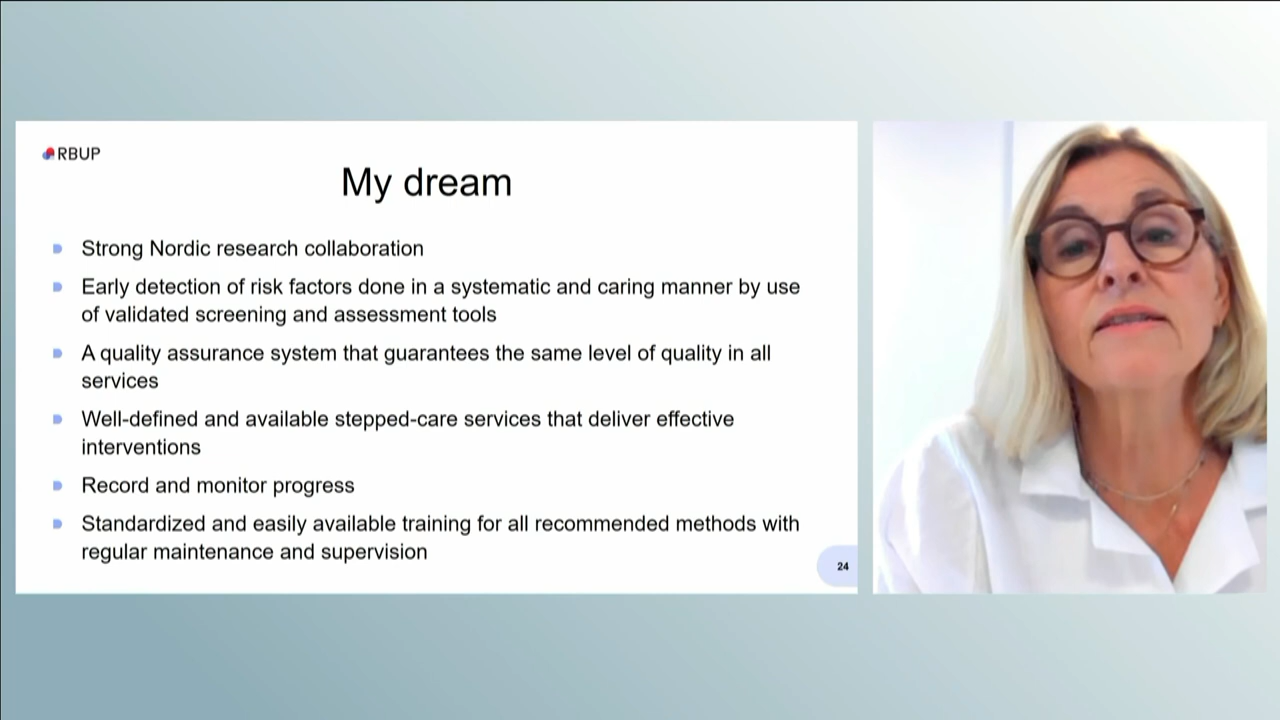 RBUP
My dream
Strong Nordic research collaboration
Early detection of risk factors done in a systematic and caring manner by use
of validated screening and assessment tools
A quality assurance system that guarantees the same level of quality in all
services
Well-defined and available stepped-care services that deliver effective
interventions
Record and monitor progress
Standardized and easily available training for all recommended methods with
regular maintenance and supervision
24